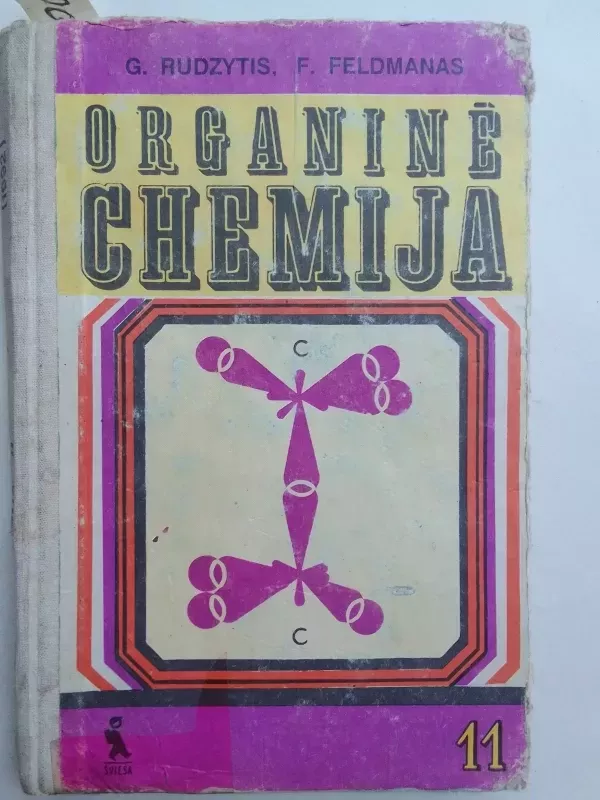 G. RUDZYTIS, F. FELDMANAS
ORGANINĖ
CHEMIJA
C
C
ŠVIESA
11